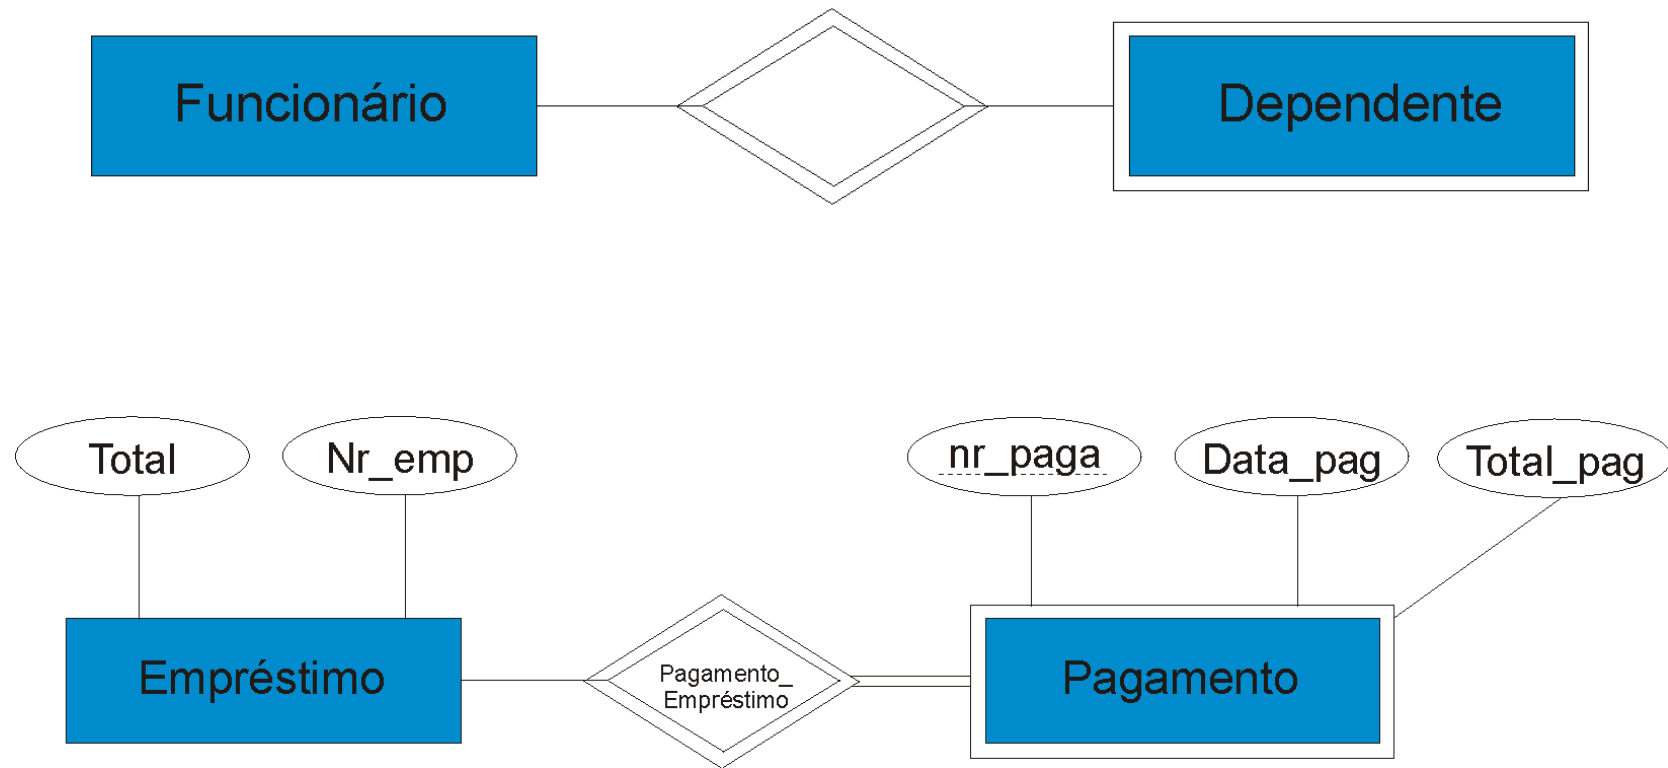 Funcionário
Dependente
Total
Nr_emp
nr_paga
Data_pag
Total_pag
Empréstimo
Pagamento_
Empréstimo
Pagamento